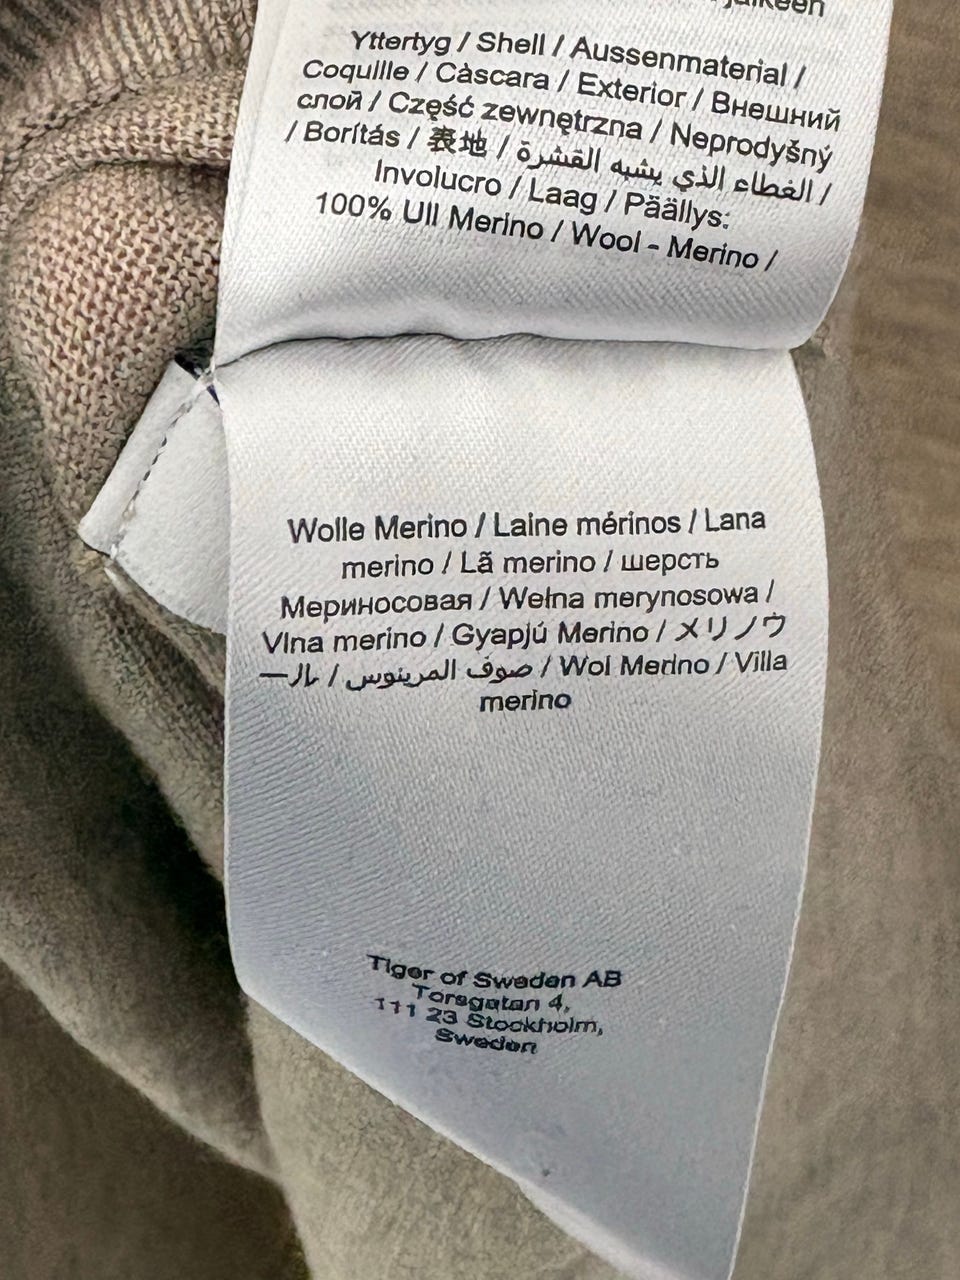 jälkeen
Yttertyg / Shell / Aussenmaterial /
Coquille / Càscara / Exterior / Внешний
слой / Część zewnętrzna / Neprodyšný
/ Borítás / 表地 / الغطاء الذي يشبه القشرة /
Involucro / Laag / Päällys:
100% Ull Merino / Wool - Merino /
Wolle Merino / Laine mérinos / Lana
merino / Lã merino / шерсть
Мериносовая / Wełna merynosowa /
Vlna merino / Gyapjú Merino / メリノウ
ール / صوف المرينوس / Wol Merino / Villa
merino
Tiger of Sweden AB
Torsgatan 4,
111 23 Stockholm,
Sweden